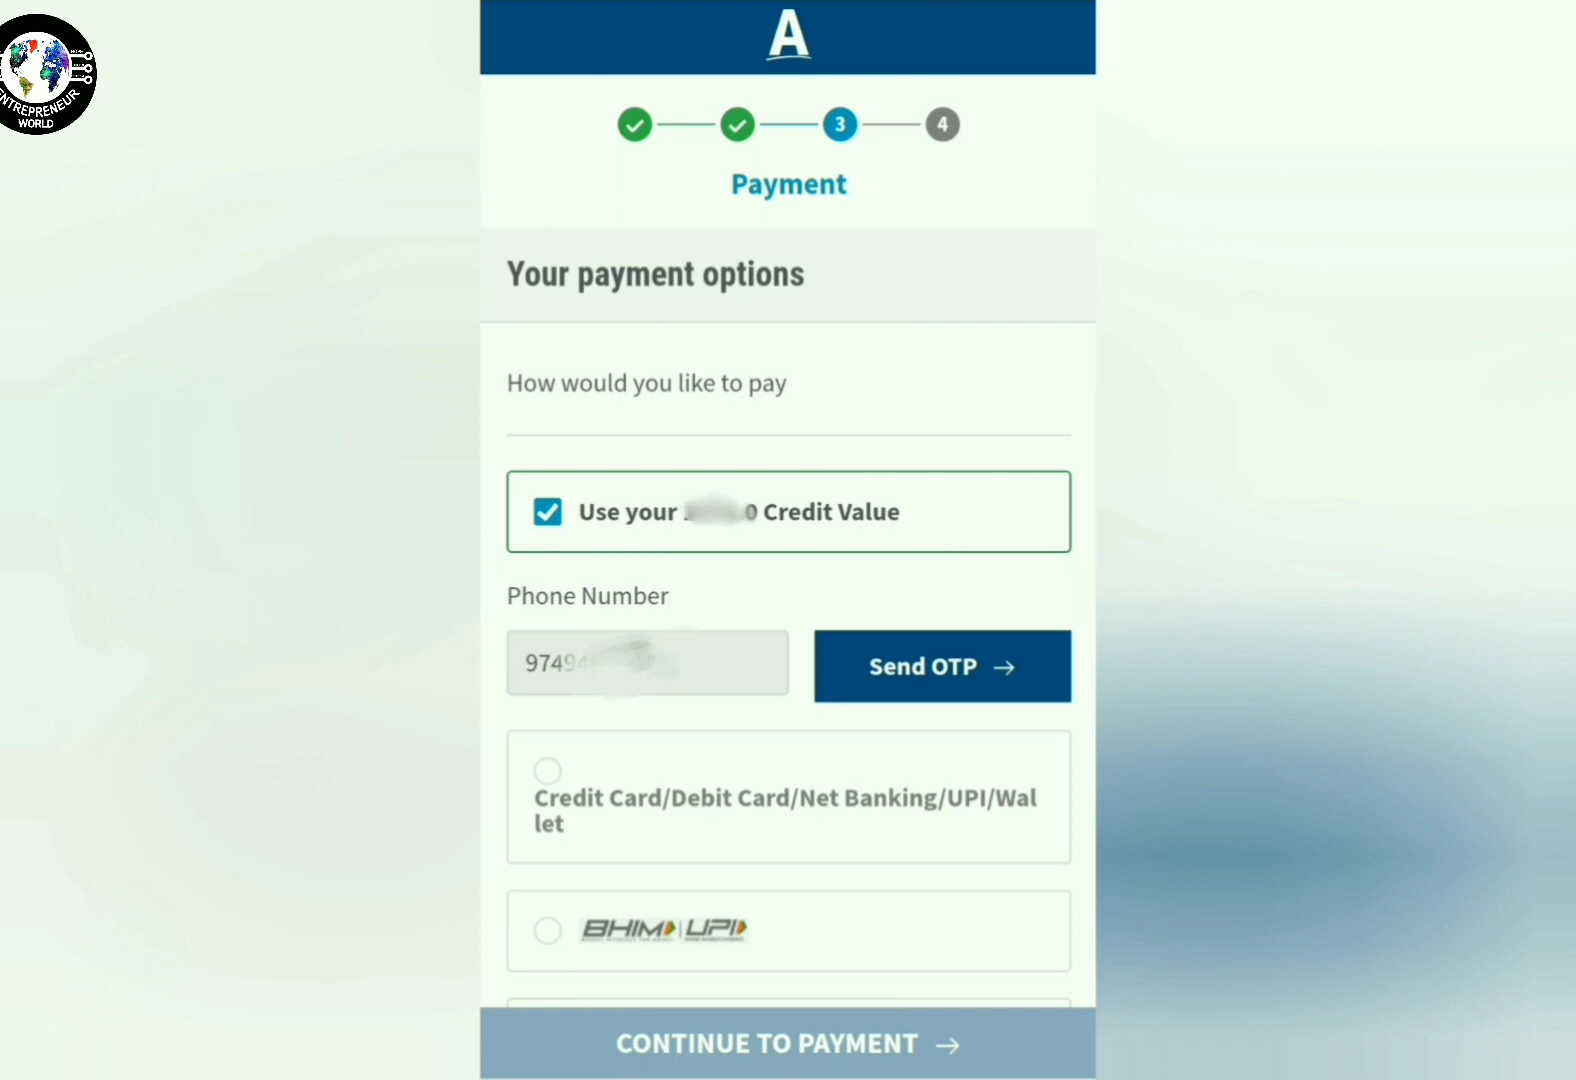 ENTREPRENEUR
WORLD
A
3
4
Payment
Your payment options
How would you like to pay
Use your 0 Credit Value
Phone Number
9749
Send OTP →
Credit Card/Debit Card/Net Banking/UPI/Wal
let
BHIM UPI
CONTINUE TO PAYMENT →